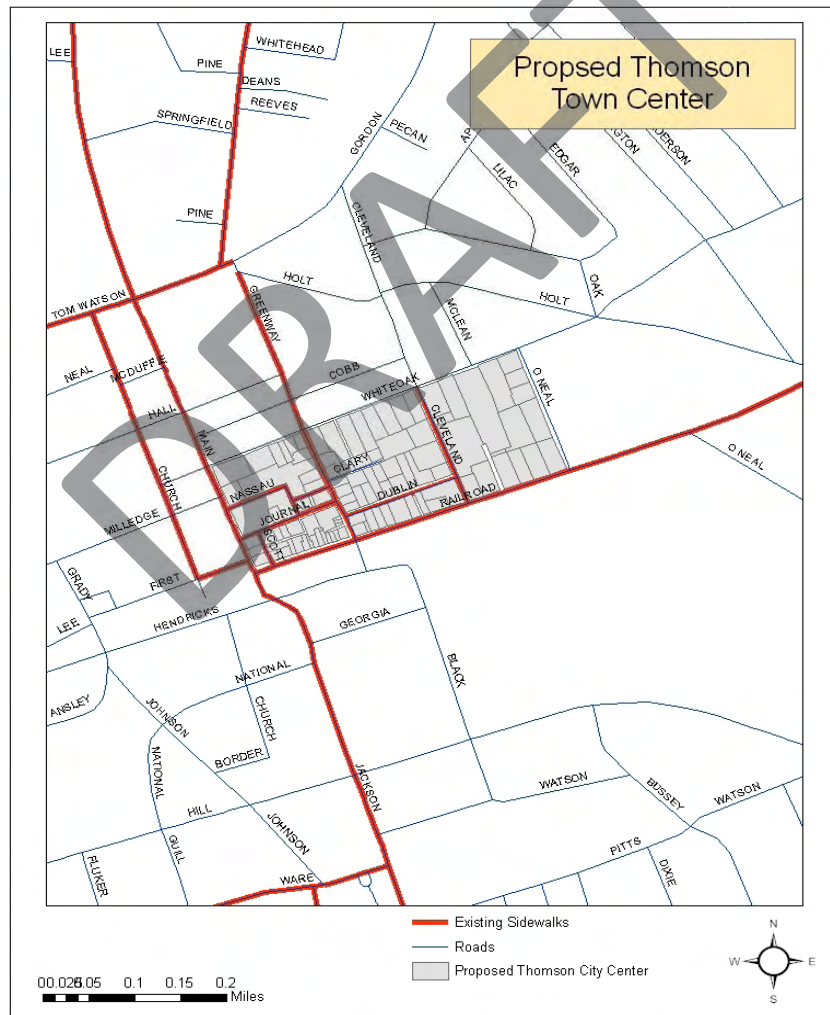 Propsed Thomson
Town Center
DRAFT
LEE
WHITEHEAD
PINE
DEANS
REEVES
SPRINGFIELD
GORDON
PECAN
AP
EDGAR
LILAC
PINE
CLEVELAND
HOLT
HOLT
OAK
TOM WATSON
GREENWAY
MCLEAN
NEAL
MCDUFFIE
COBB
WHITEOAK
O NEAL
HALL
MAIN
CLEVELAND
CHURCH
CLARY
NASSAU
DUBLIN
RAILROAD
O NEAL
MILLEDGE
JOURNAL
SCOTT
GRADY
FIRST
HENDRICKS
GEORGIA
LEE
NATIONAL
BLACK
ANSLEY
JOHNSON
CHURCH
NATIONAL
BORDER
JACKSON
WATSON
BUSSEY
WATSON
HILL
JOHNSON
GUILL
PITTS
DIXIE
FLUKER
WARE
Existing Sidewalks
Roads
Proposed Thomson City Center
N
W
E
S
0.1 0.15 0.2
Miles